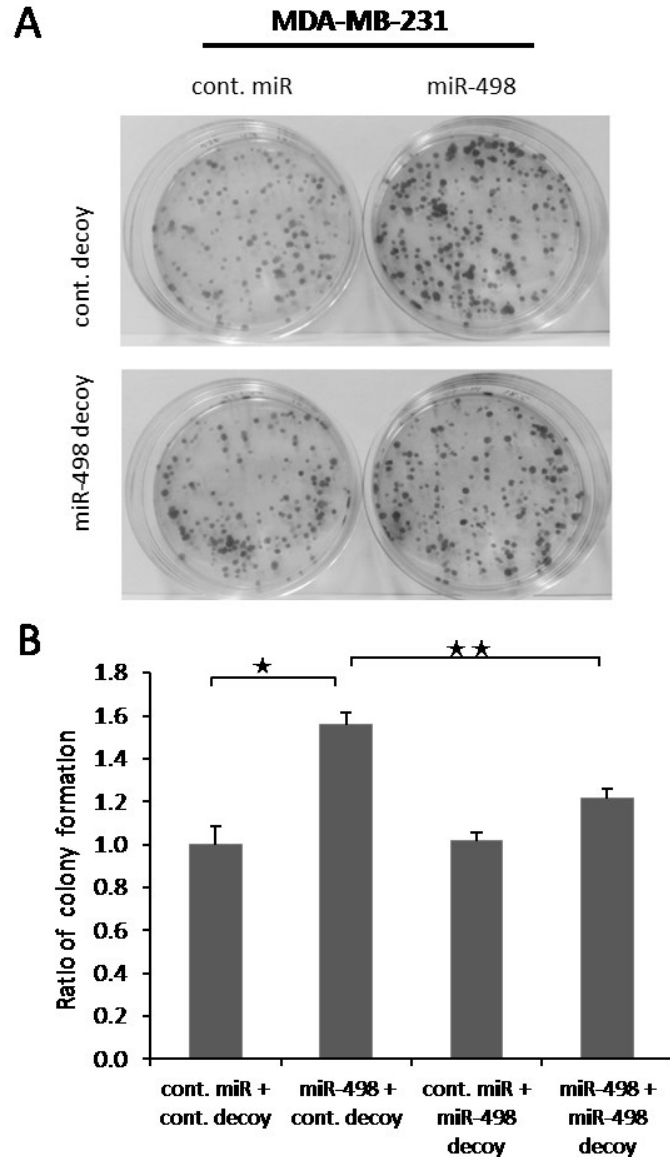 A
MDA-MB-231
cont. miR miR-498
cont. decoy
miR-498 decoy
B
Ratio of colony formation
1.8
1.6
1.4
1.2
1.0
0.8
0.6
0.4
0.2
0.0
★
★★
cont. miR +
cont. decoy
miR-498 +
cont. decoy
cont. miR +
miR-498
decoy
miR-498 +
miR-498
decoy